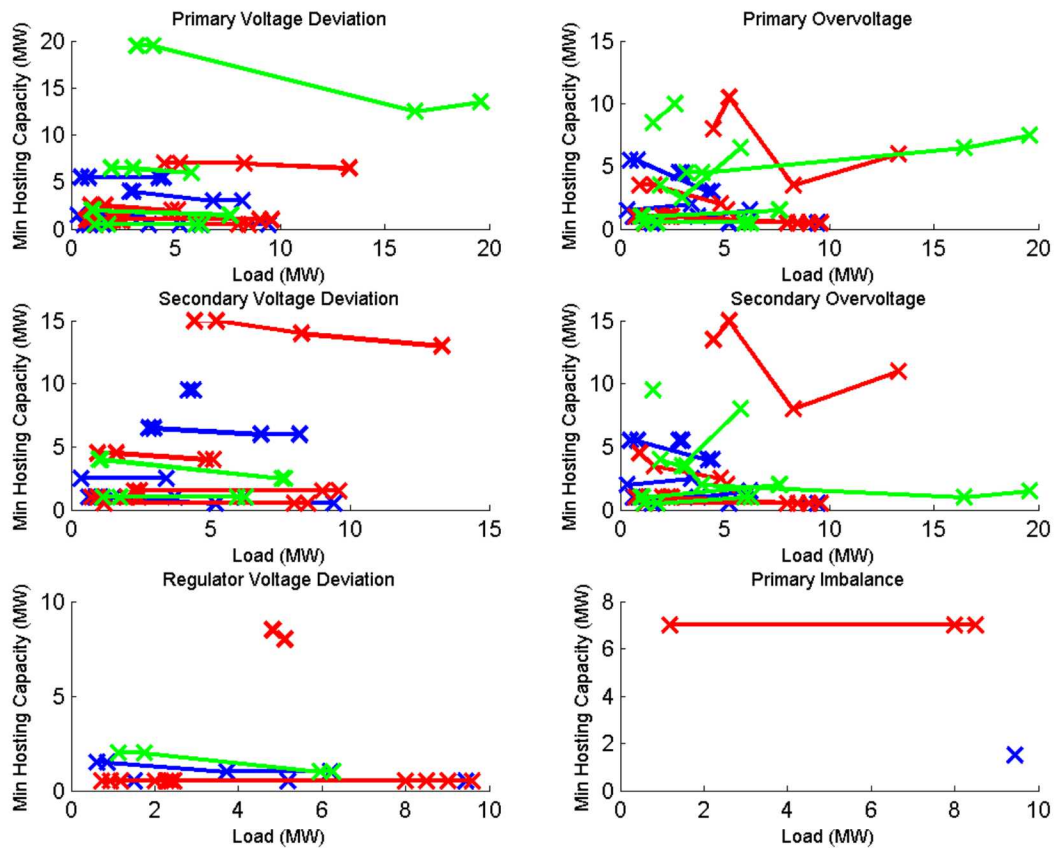 Primary Voltage Deviation
Min Hosting Capacity (MW)
20
15
10
5
0
0 5 10 15 20
Load (MW)
Primary Overvoltage
Min Hosting Capacity (MW)
15
10
5
0
0 5 10 15 20
Load (MW)
Secondary Voltage Deviation
Min Hosting Capacity (MW)
15
10
5
0
0 5 10 15
Load (MW)
Secondary Overvoltage
Min Hosting Capacity (MW)
15
10
5
0
0 5 10 15 20
Load (MW)
Regulator Voltage Deviation
Min Hosting Capacity (MW)
10
5
0
0 2 4 6 8 10
Load (MW)
Primary Imbalance
Min Hosting Capacity (MW)
8
6
4
2
0
0 2 4 6 8 10
Load (MW)